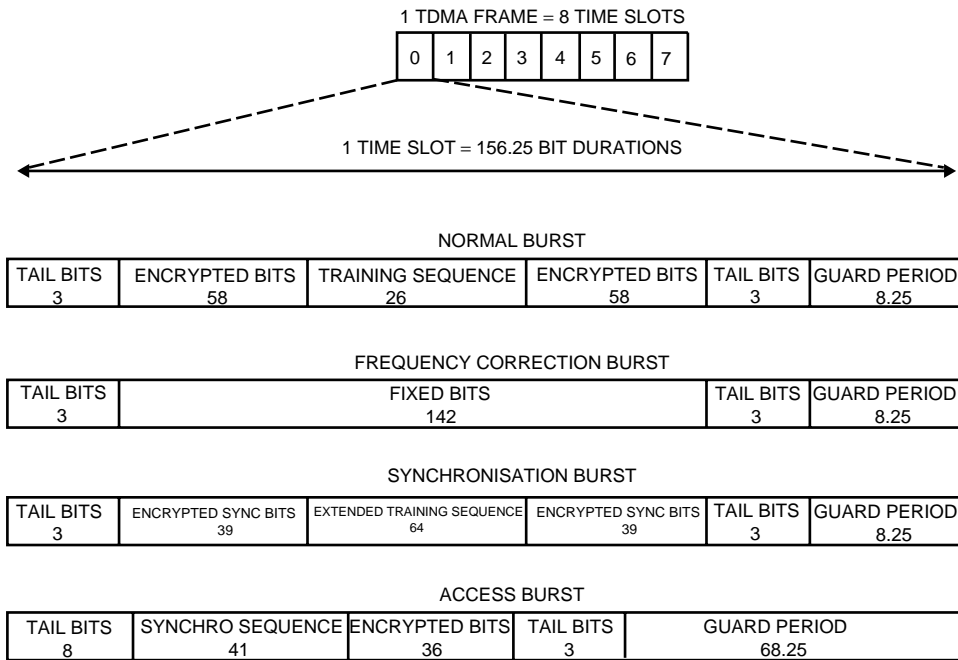 1 TDMA FRAME = 8 TIME SLOTS
0 1 2 3 4 5 6 7
1 TIME SLOT = 156.25 BIT DURATIONS
NORMAL BURST
TAIL BITS ENCRYPTED BITS TRAINING SEQUENCE ENCRYPTED BITS TAIL BITS GUARD PERIOD
3 58 26 58 3 8.25
FREQUENCY CORRECTION BURST
TAIL BITS FIXED BITS TAIL BITS GUARD PERIOD
3 142 3 8.25
SYNCHRONISATION BURST
TAIL BITS ENCRYPTED SYNC BITS EXTENDED TRAINING SEQUENCE ENCRYPTED SYNC BITS TAIL BITS GUARD PERIOD
3 39 64 39 3 8.25
ACCESS BURST
TAIL BITS SYNCHRO SEQUENCE ENCRYPTED BITS TAIL BITS GUARD PERIOD
8 41 36 3 68.25